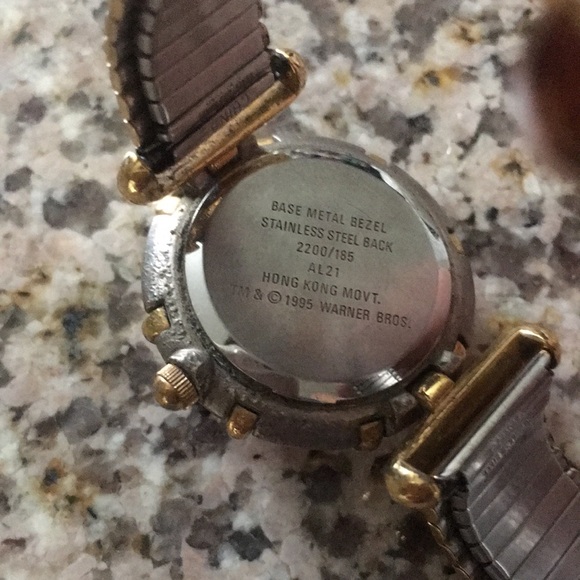 BASE METAL BEZEL
STAINLESS STEEL BACK
2200/185
AL21
HONG KONG MOVT.
TM & © 1995 WARNER BROS.